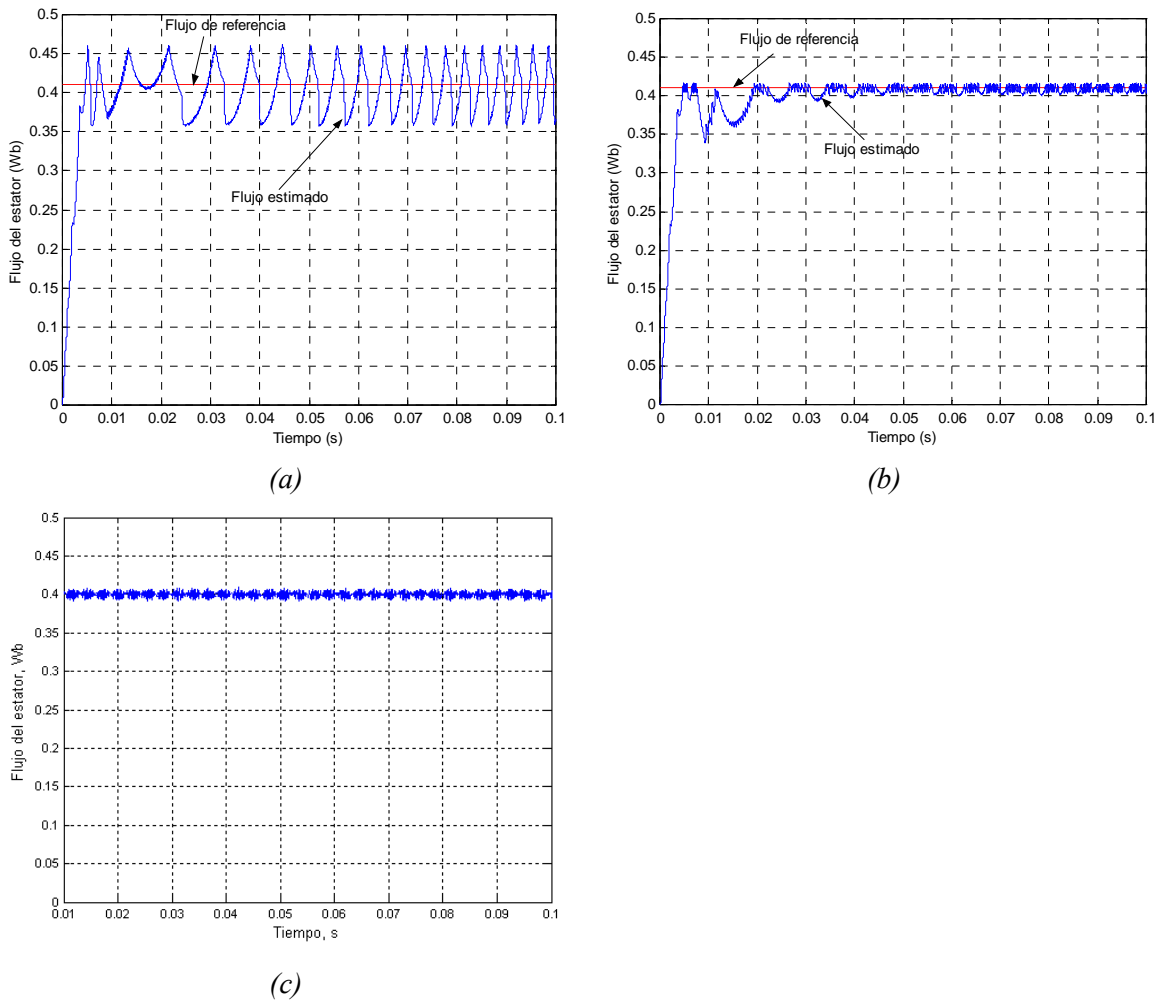 Flujo de referencia
0.5
0.45
0.4
0.35
0.3
0.25
0.2
0.15
0.1
0.05
0
Flujo del estator (Wb)
Flujo estimado
0 0.01 0.02 0.03 0.04 0.05 0.06 0.07 0.08 0.09 0.1
Tiempo (s)
(a)
Flujo de referencia
0.5
0.45
0.4
0.35
0.3
0.25
0.2
0.15
0.1
0.05
0
Flujo del estator (Wb)
Flujo estimado
0 0.01 0.02 0.03 0.04 0.05 0.06 0.07 0.08 0.09 0.1
Tiempo (s)
(b)
0.5
0.45
0.4
0.35
0.3
0.25
0.2
0.15
0.1
0.05
0
Flujo del estator, Wb
0.01 0.02 0.03 0.04 0.05 0.06 0.07 0.08 0.09 0.1
Tiempo, s
(c)